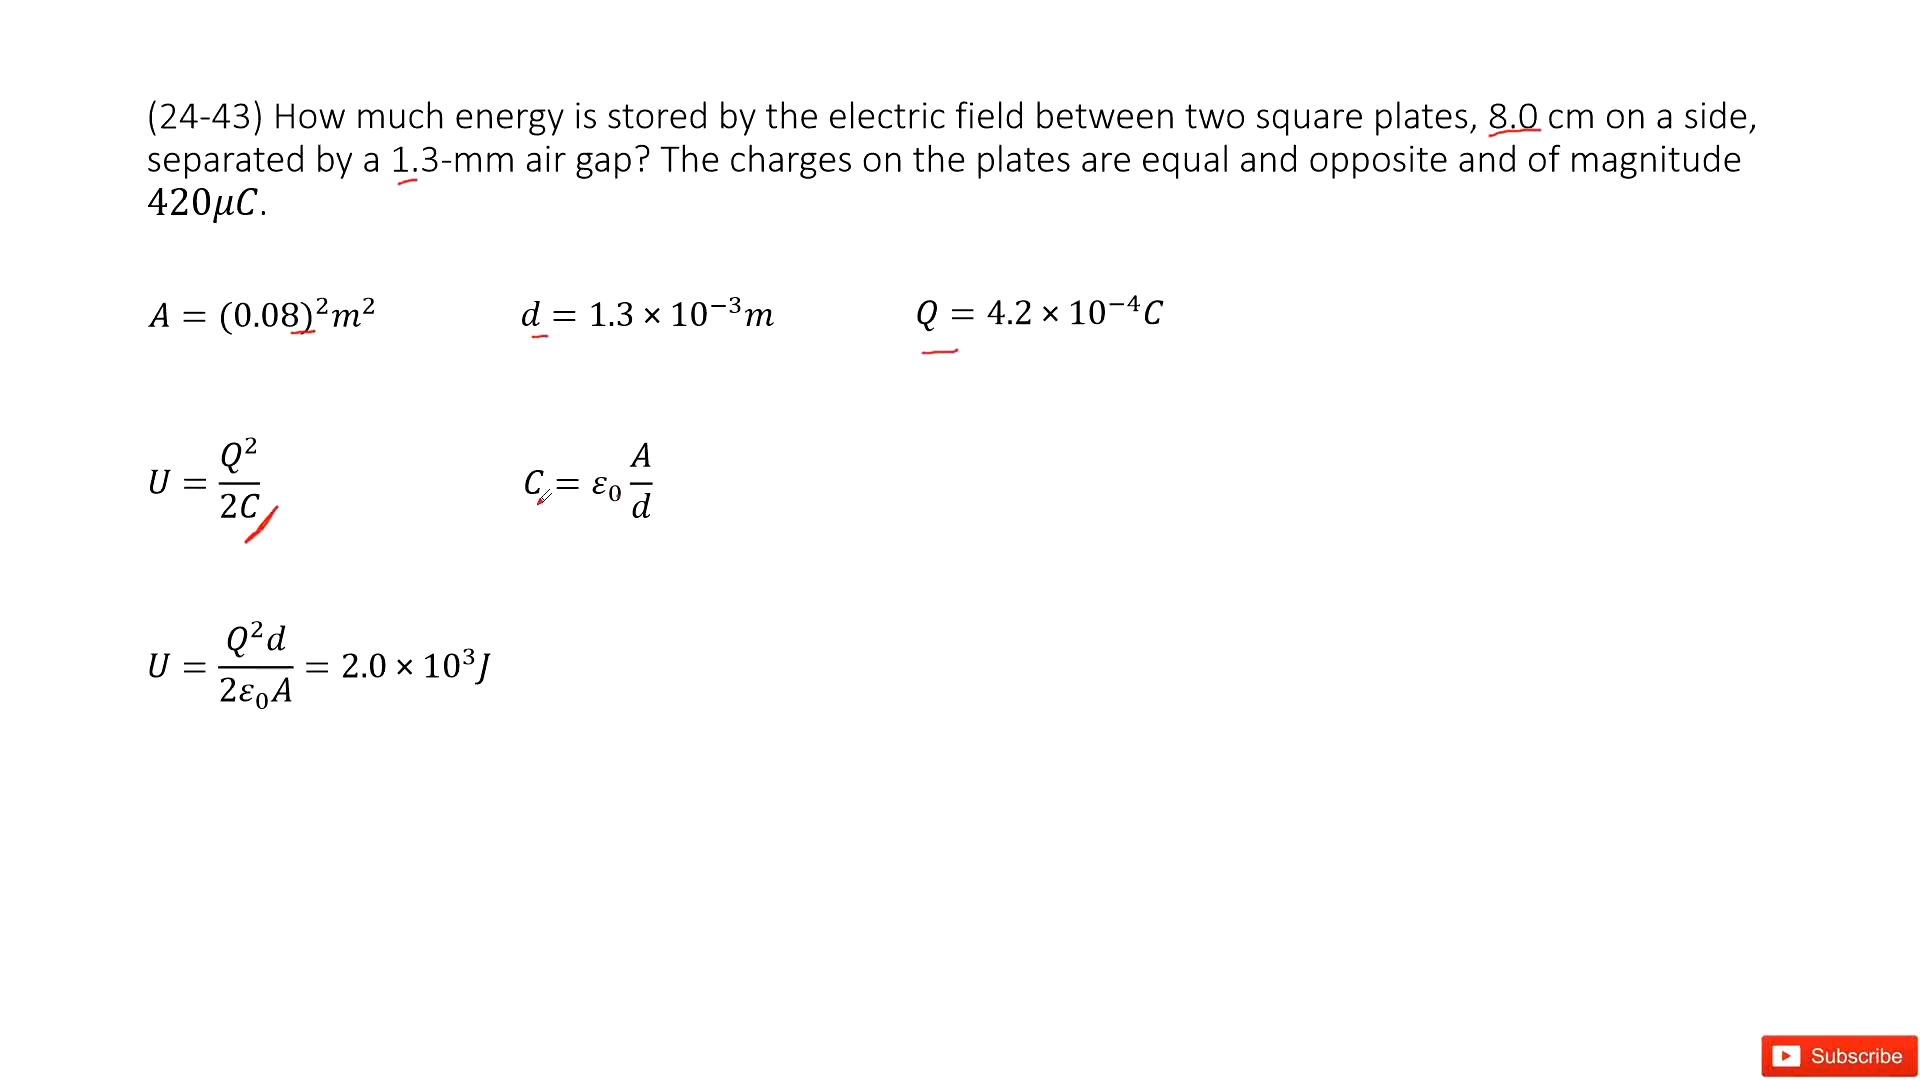 (24-43) How much energy is stored by the electric field between two square plates, 8.0 cm on a side,
separated by a 1.3-mm air gap? The charges on the plates are equal and opposite and of magnitude
420μC.
A = (0.08)²m² d = 1.3 × 10⁻³m Q = 4.2 × 10⁻⁴C
U = Q²/2C C = ε₀ A/d
U = Q²d/2ε₀A = 2.0 × 10³J
Subscribe